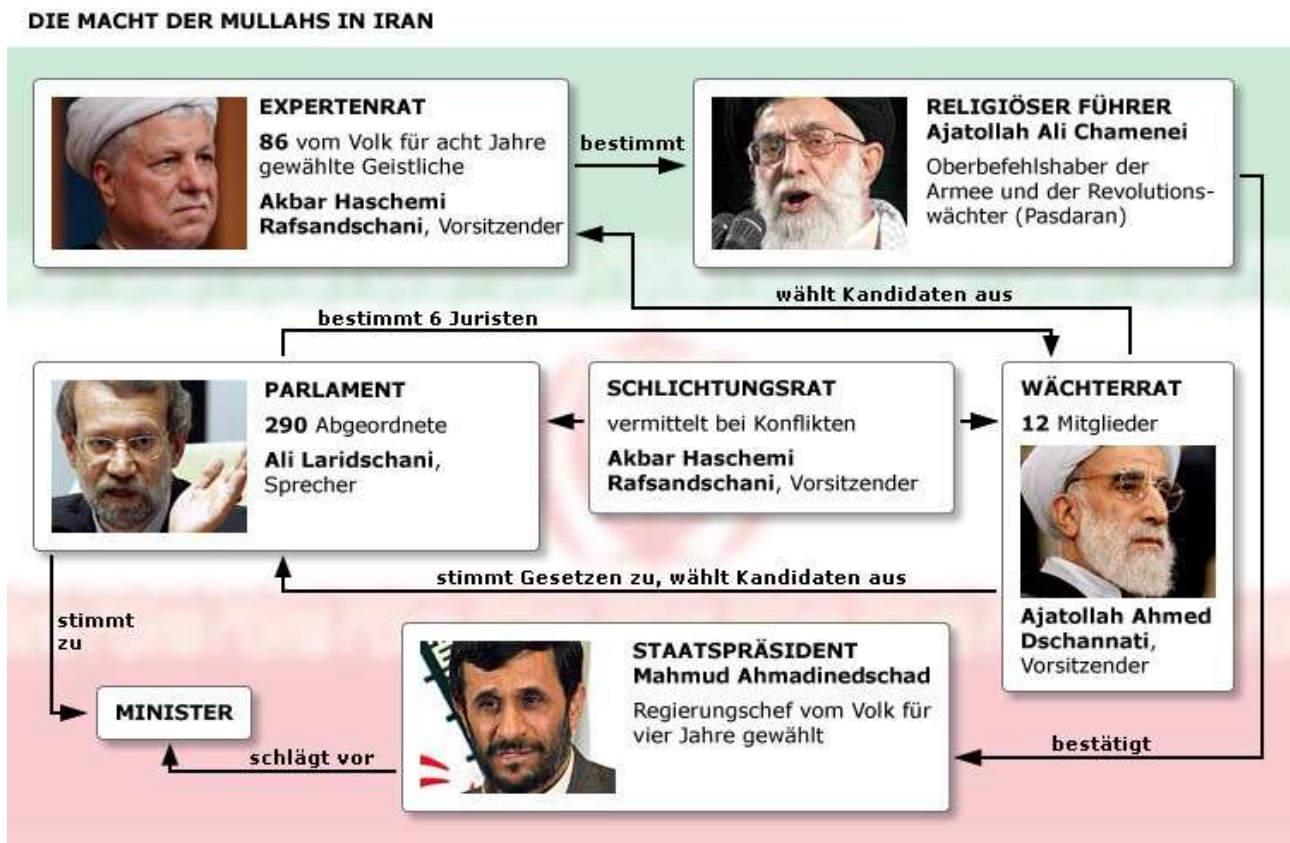 DIE MACHT DER MULLAHS IN IRAN
EXPERTENRAT
86 vom Volk für acht Jahre
gewählte Geistliche
Akbar Haschemi
Rafsandschani, Vorsitzender
bestimmt
RELIGIÖSER FÜHRER
Ajatollah Ali Chamenei
Oberbefehlshaber der
Armee und der Revolutions-
wächter (Pasdaran)
wählt Kandidaten aus
bestimmt 6 Juristen
PARLAMENT
290 Abgeordnete
Ali Laridschani,
Sprecher
SCHLICHTUNGSRAT
vermittelt bei Konflikten
Akbar Haschemi
Rafsandschani, Vorsitzender
WÄCHTERRAT
12 Mitglieder
Ajatollah Ahmed
Dschannati,
Vorsitzender
stimmt Gesetzen zu, wählt Kandidaten aus
stimmt
zu
STAATSPRÄSIDENT
Mahmud Ahmadinedschad
Regierungschef vom Volk für
vier Jahre gewählt
MINISTER
schlägt vor
bestätigt